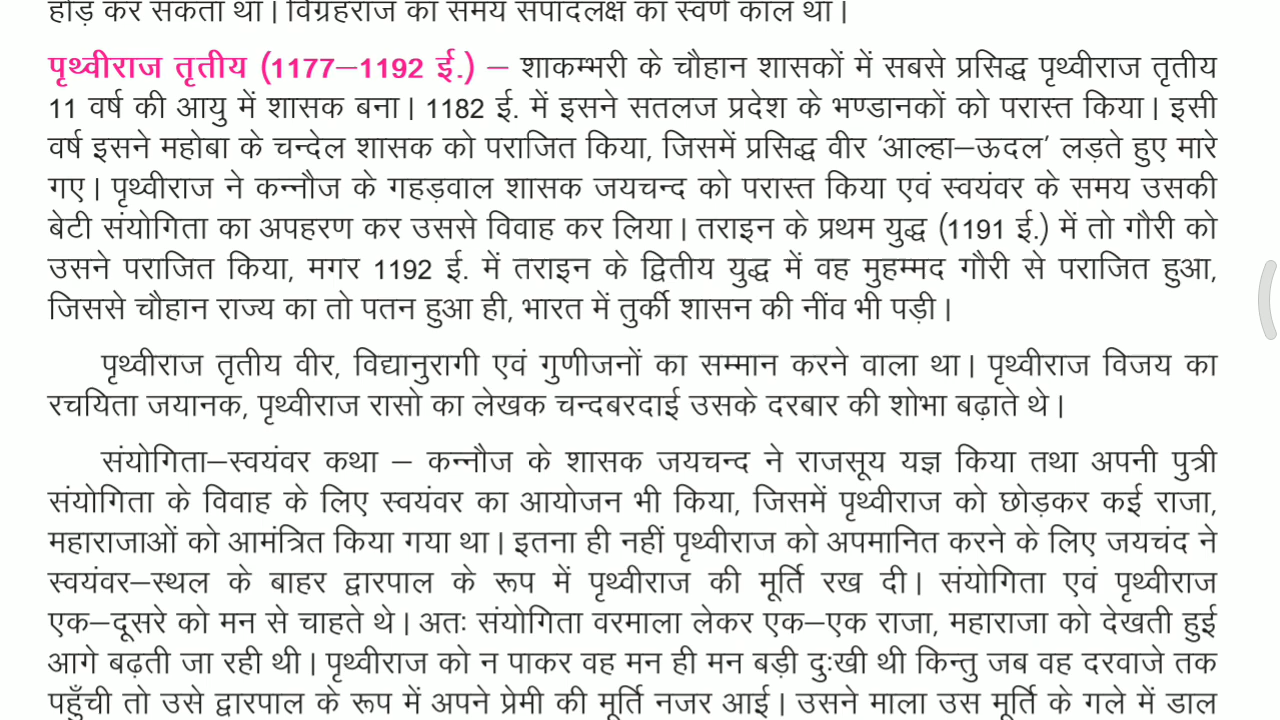 होड़ कर सकता था। विग्रहराज का समय सपादलक्ष का स्वर्ण काल था।
पृथ्वीराज तृतीय (1177–1192 ई.) – शाकम्भरी के चौहान शासकों में सबसे प्रसिद्ध पृथ्वीराज तृतीय
11 वर्ष की आयु में शासक बना। 1182 ई. में इसने सतलज प्रदेश के भण्डानकों को परास्त किया। इसी
वर्ष इसने महोबा के चन्देल शासक को पराजित किया, जिसमें प्रसिद्ध वीर ‘आल्हा–ऊदल’ लड़ते हुए मारे
गए। पृथ्वीराज ने कन्नौज के गहड़वाल शासक जयचन्द को परास्त किया एवं स्वयंवर के समय उसकी
बेटी संयोगिता का अपहरण कर उससे विवाह कर लिया। तराइन के प्रथम युद्ध (1191 ई.) में तो गौरी को
उसने पराजित किया, मगर 1192 ई. में तराइन के द्वितीय युद्ध में वह मुहम्मद गौरी से पराजित हुआ,
जिससे चौहान राज्य का तो पतन हुआ ही, भारत में तुर्की शासन की नींव भी पड़ी।
पृथ्वीराज तृतीय वीर, विद्यानुरागी एवं गुणीजनों का सम्मान करने वाला था। पृथ्वीराज विजय का
रचयिता जयानक, पृथ्वीराज रासो का लेखक चन्दबरदाई उसके दरबार की शोभा बढ़ाते थे।
संयोगिता–स्वयंवर कथा – कन्नौज के शासक जयचन्द ने राजसूय यज्ञ किया तथा अपनी पुत्री
संयोगिता के विवाह के लिए स्वयंवर का आयोजन भी किया, जिसमें पृथ्वीराज को छोड़कर कई राजा,
महाराजाओं को आमंत्रित किया गया था। इतना ही नहीं पृथ्वीराज को अपमानित करने के लिए जयचंद ने
स्वयंवर–स्थल के बाहर द्वारपाल के रूप में पृथ्वीराज की मूर्ति रख दी। संयोगिता एवं पृथ्वीराज
एक–दूसरे को मन से चाहते थे। अतः संयोगिता वरमाला लेकर एक–एक राजा, महाराजा को देखती हुई
आगे बढ़ती जा रही थी। पृथ्वीराज को न पाकर वह मन ही मन बड़ी दुःखी थी किन्तु जब वह दरवाजे तक
पहुँची तो उसे द्वारपाल के रूप में अपने प्रेमी की मूर्ति नजर आई। उसने माला उस मूर्ति के गले में डाल